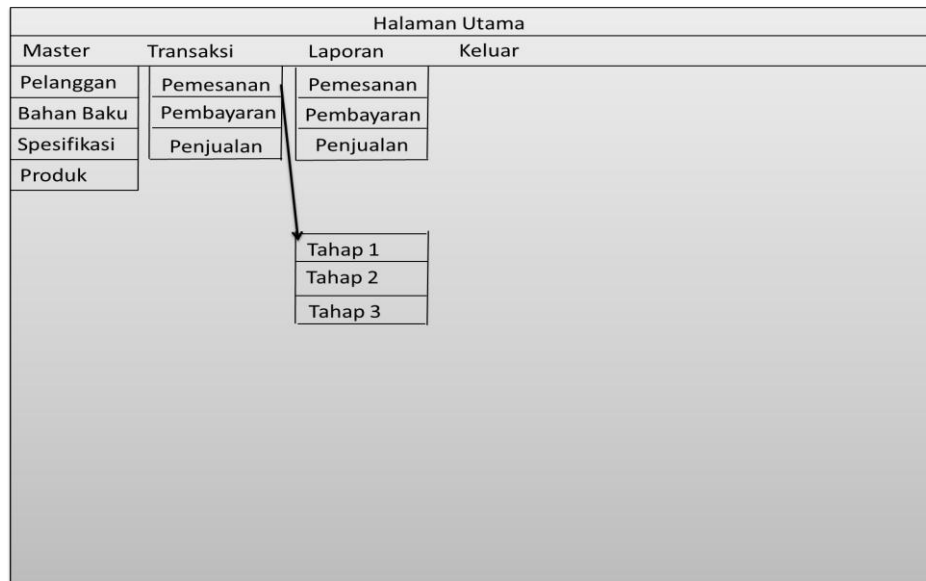 Halaman Utama
Master Transaksi Laporan Keluar
Pelanggan Pemesanan Pemesanan
Bahan Baku Pembayaran Pembayaran
Spesifikasi Penjualan Penjualan
Produk
Tahap 1
Tahap 2
Tahap 3